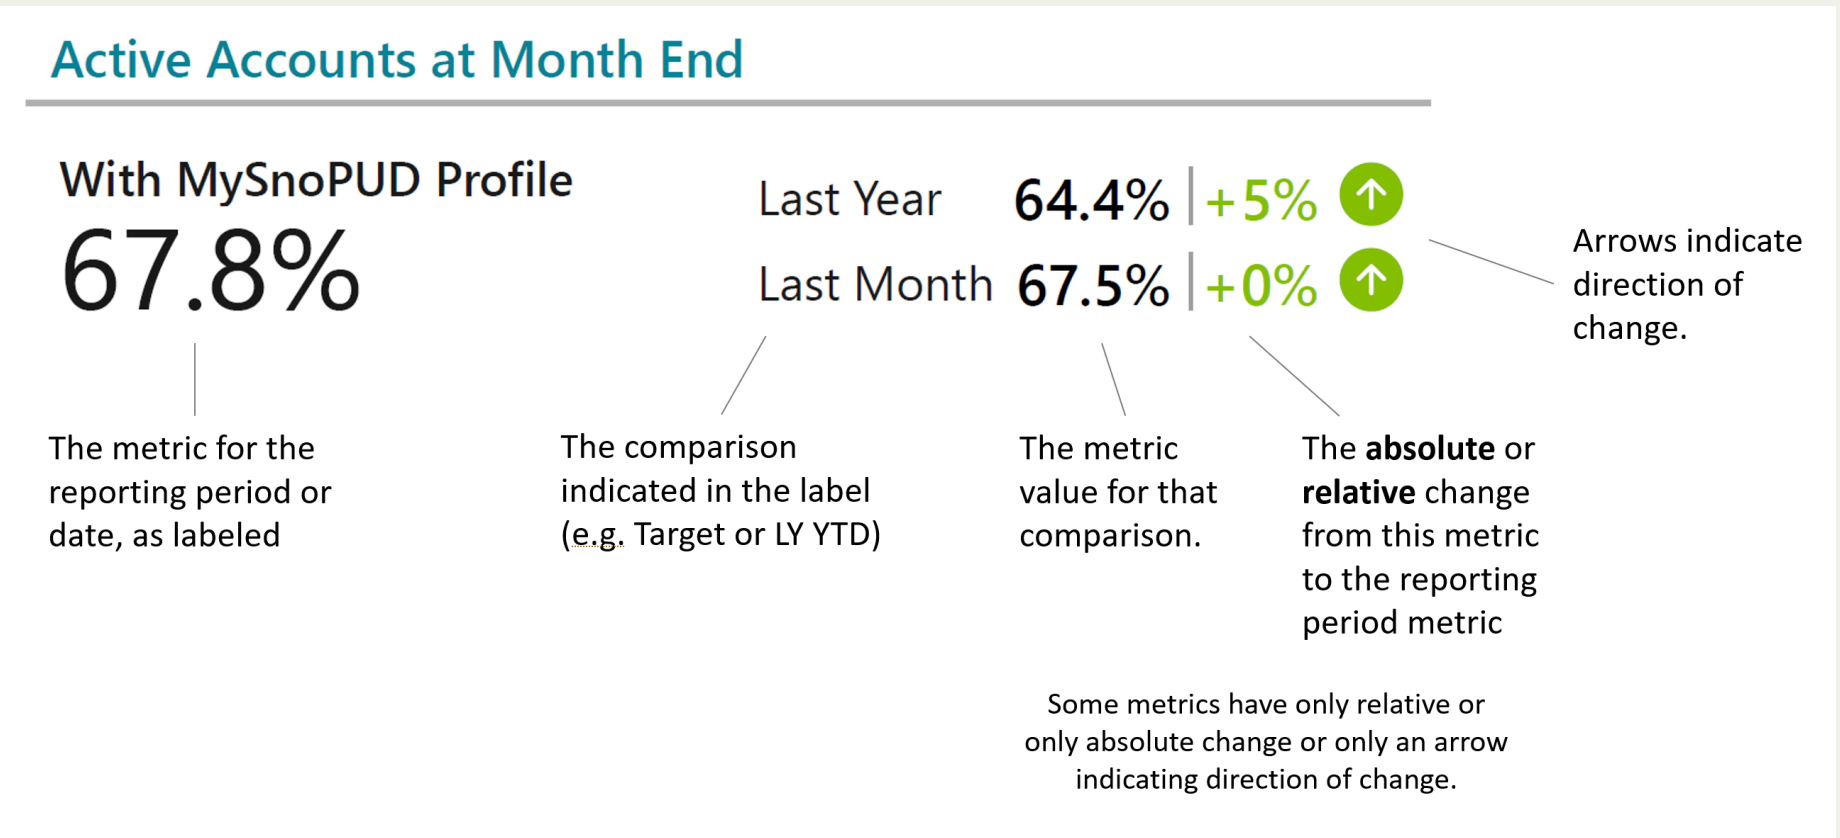 Active Accounts at Month End
With MySnoPUD Profile
67.8%
Last Year 64.4% +5%
Last Month 67.5% +0%
Arrows indicate
direction of
change.
The metric for the
reporting period or
date, as labeled
The comparison
indicated in the label
(e.g. Target or LY YTD)
The metric
value for that
comparison.
The absolute or
relative change
from this metric
to the reporting
period metric
Some metrics have only relative or
only absolute change or only an arrow
indicating direction of change.